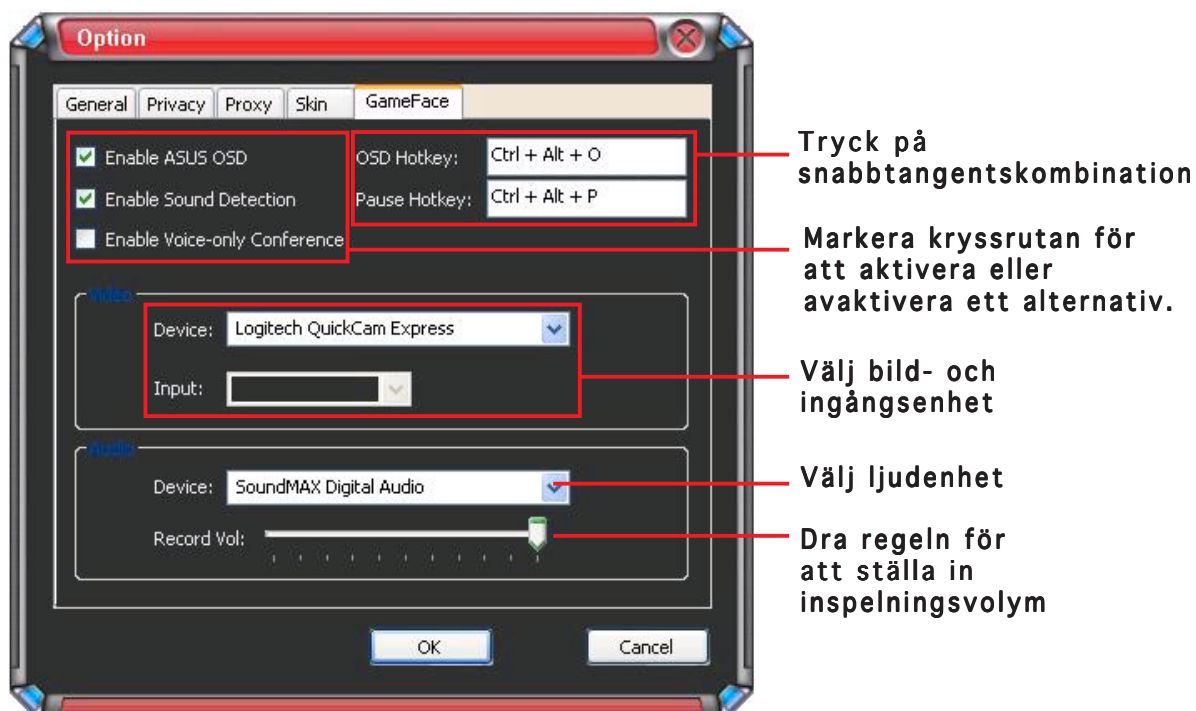 Option
General Privacy Proxy Skin GameFace
Enable ASUS OSD
OSD Hotkey: Ctrl + Alt + O
Enable Sound Detection
Pause Hotkey: Ctrl + Alt + P
Enable Voice-only Conference
Video
Device: Logitech QuickCam Express
Input:
Audio
Device: SoundMAX Digital Audio
Record Vol:
OK Cancel
Tryck på
snabbtangentskombination
Markera kryssrutan för
att aktivera eller
avaktivera ett alternativ.
Välj bild- och
ingångsenhet
Välj ljudenhet
Dra regeln för
att ställa in
inspelningsvolym